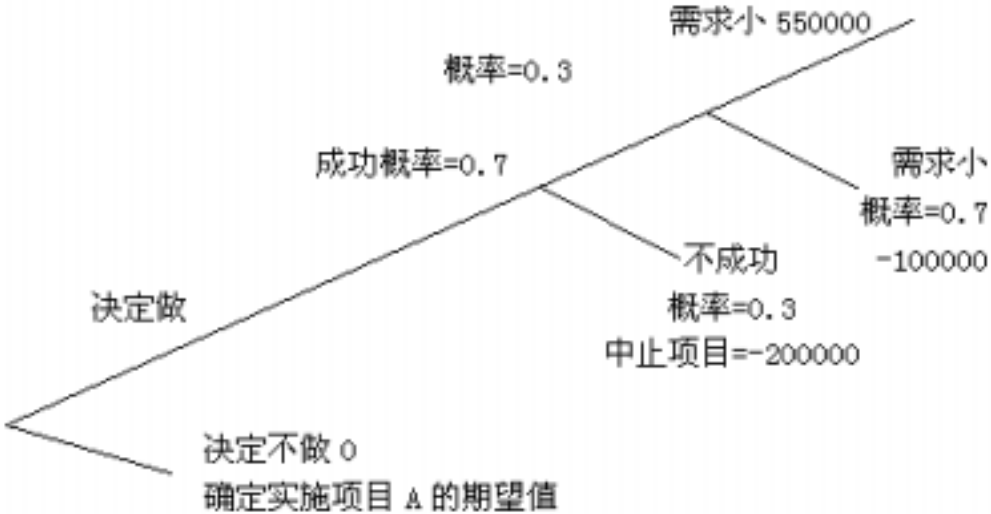 需求小 550000
概率=0.3
成功概率=0.7
需求小
概率=0.7
-100000
不成功
概率=0.3
中止项目=-200000
决定做
决定不做 0
确定实施项目 A 的期望值